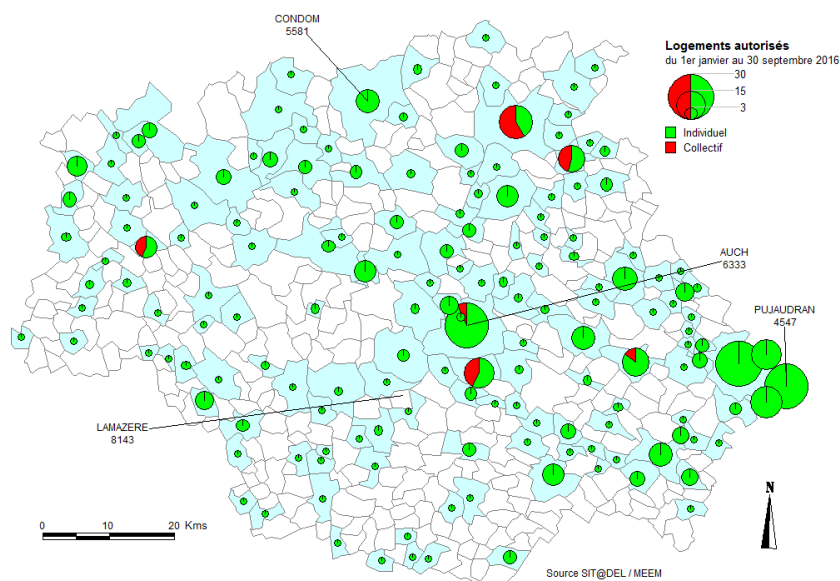 CONDOM
5581
Logements autorisés
du 1er janvier au 30 septembre 2016
30
15
3
Individuel
Collectif
AUCH
6333
PUJAUDRAN
4547
LAMAZERE
8143
N
0 10 20 Kms
Source SIT@DEL / MEEM